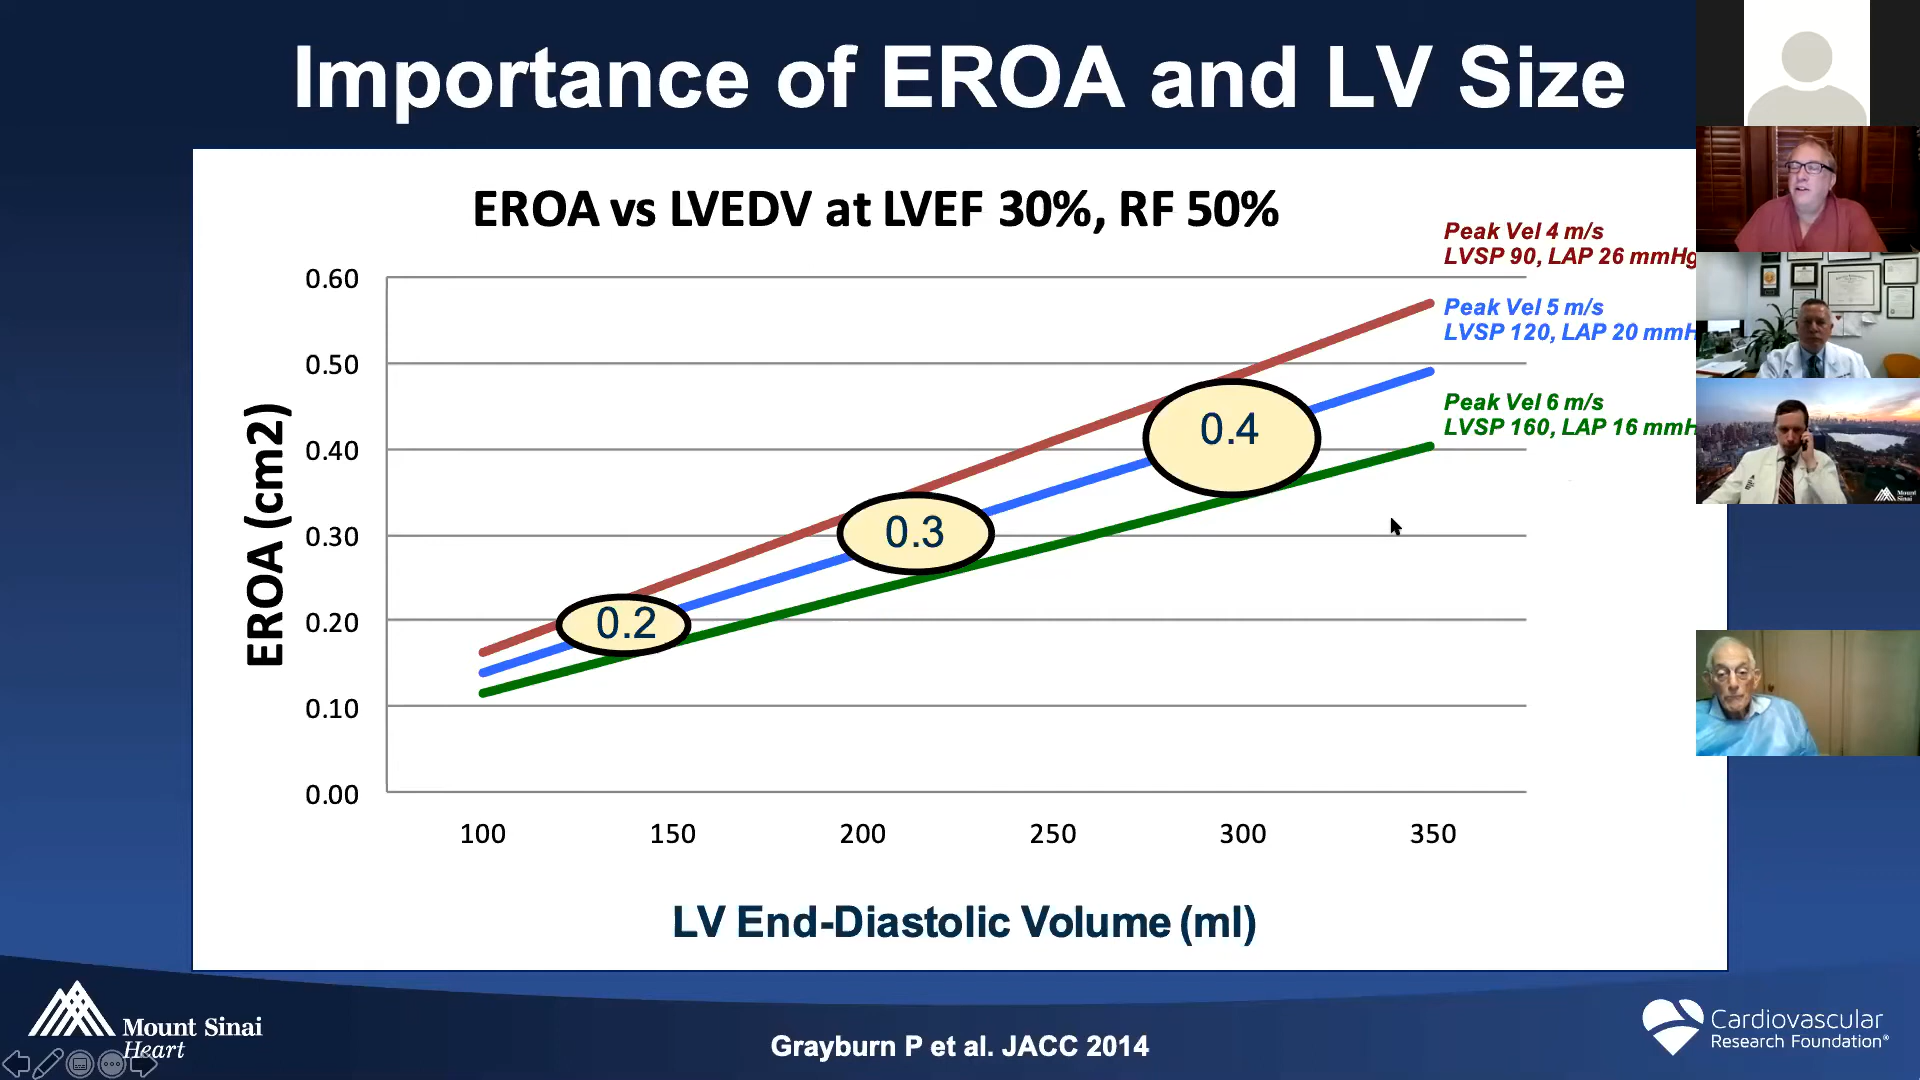 Importance of EROA and LV Size
EROA vs LVEDV at LVEF 30%, RF 50%
Peak Vel 4 m/s
LVSP 90, LAP 26 mmHg
Peak Vel 5 m/s
LVSP 120, LAP 20 mmH
Peak Vel 6 m/s
LVSP 160, LAP 16 mmH
EROA (cm2)
0.60
0.50
0.40
0.30
0.20
0.10
0.00
0.4
0.3
0.2
100 150 200 250 300 350
LV End-Diastolic Volume (ml)
Mount Sinai
Mount Sinai
Heart
Grayburn P et al. JACC 2014
Cardiovascular
Research Foundation®